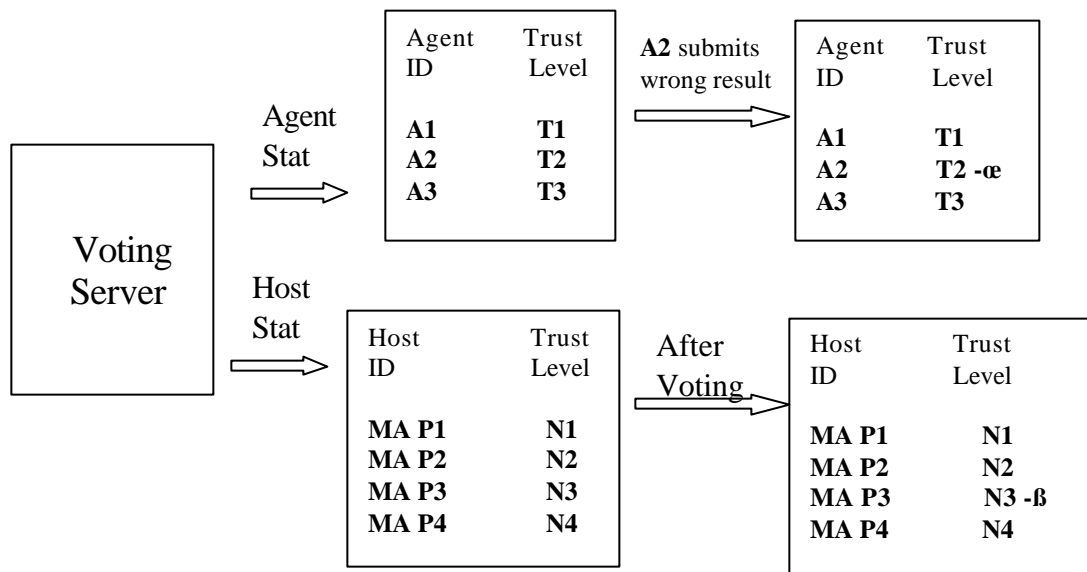 Voting
Server
Agent
Stat
Agent Trust
ID Level
A1 T1
A2 T2
A3 T3
A2 submits
wrong result
Agent Trust
ID Level
A1 T1
A2 T2 -œ
A3 T3
Host
Stat
Host Trust
ID Level
MA P1 N1
MA P2 N2
MA P3 N3
MA P4 N4
After
Voting
Host Trust
ID Level
MA P1 N1
MA P2 N2
MA P3 N3 -ß
MA P4 N4